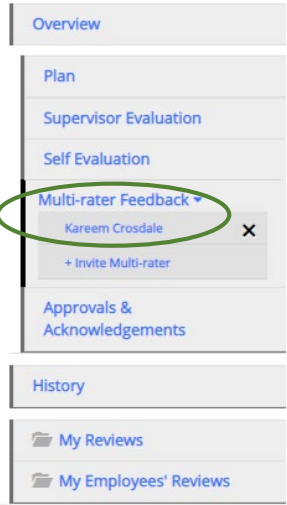 Overview
Plan
Supervisor Evaluation
Self Evaluation
Multi-rater Feedback
Kareem Crosdale
+ Invite Multi-rater
Approvals &
Acknowledgements
History
My Reviews
My Employees' Reviews